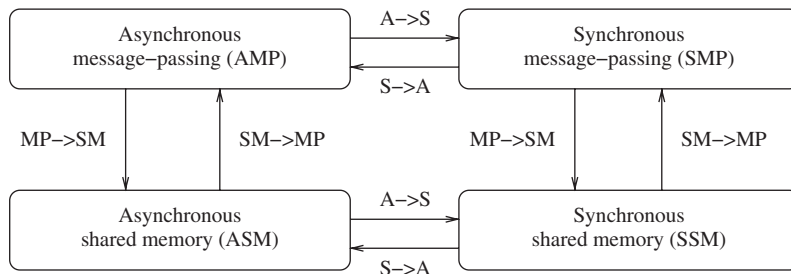 A->S
Asynchronous
message-passing (AMP)
Synchronous
message-passing (SMP)
S->A
MP->SM
SM->MP
MP->SM
SM->MP
A->S
Asynchronous
shared memory (ASM)
Synchronous
shared memory (SSM)
S->A